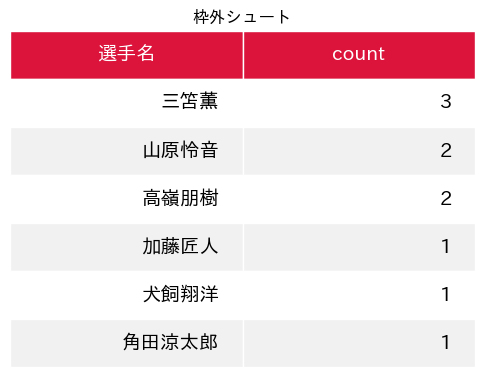 枠外シュート
選手名 count
三笘薫 3
山原怜音 2
高嶺朋樹 2
加藤匠人 1
犬飼翔洋 1
角田涼太郎 1